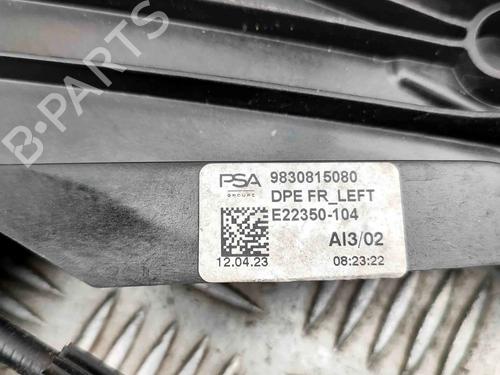 B-PARTS
PSA
GROUPE
9830815080
DPE FR_LEFT
E22350-104
AI3/02
12.04.23
08:23:22